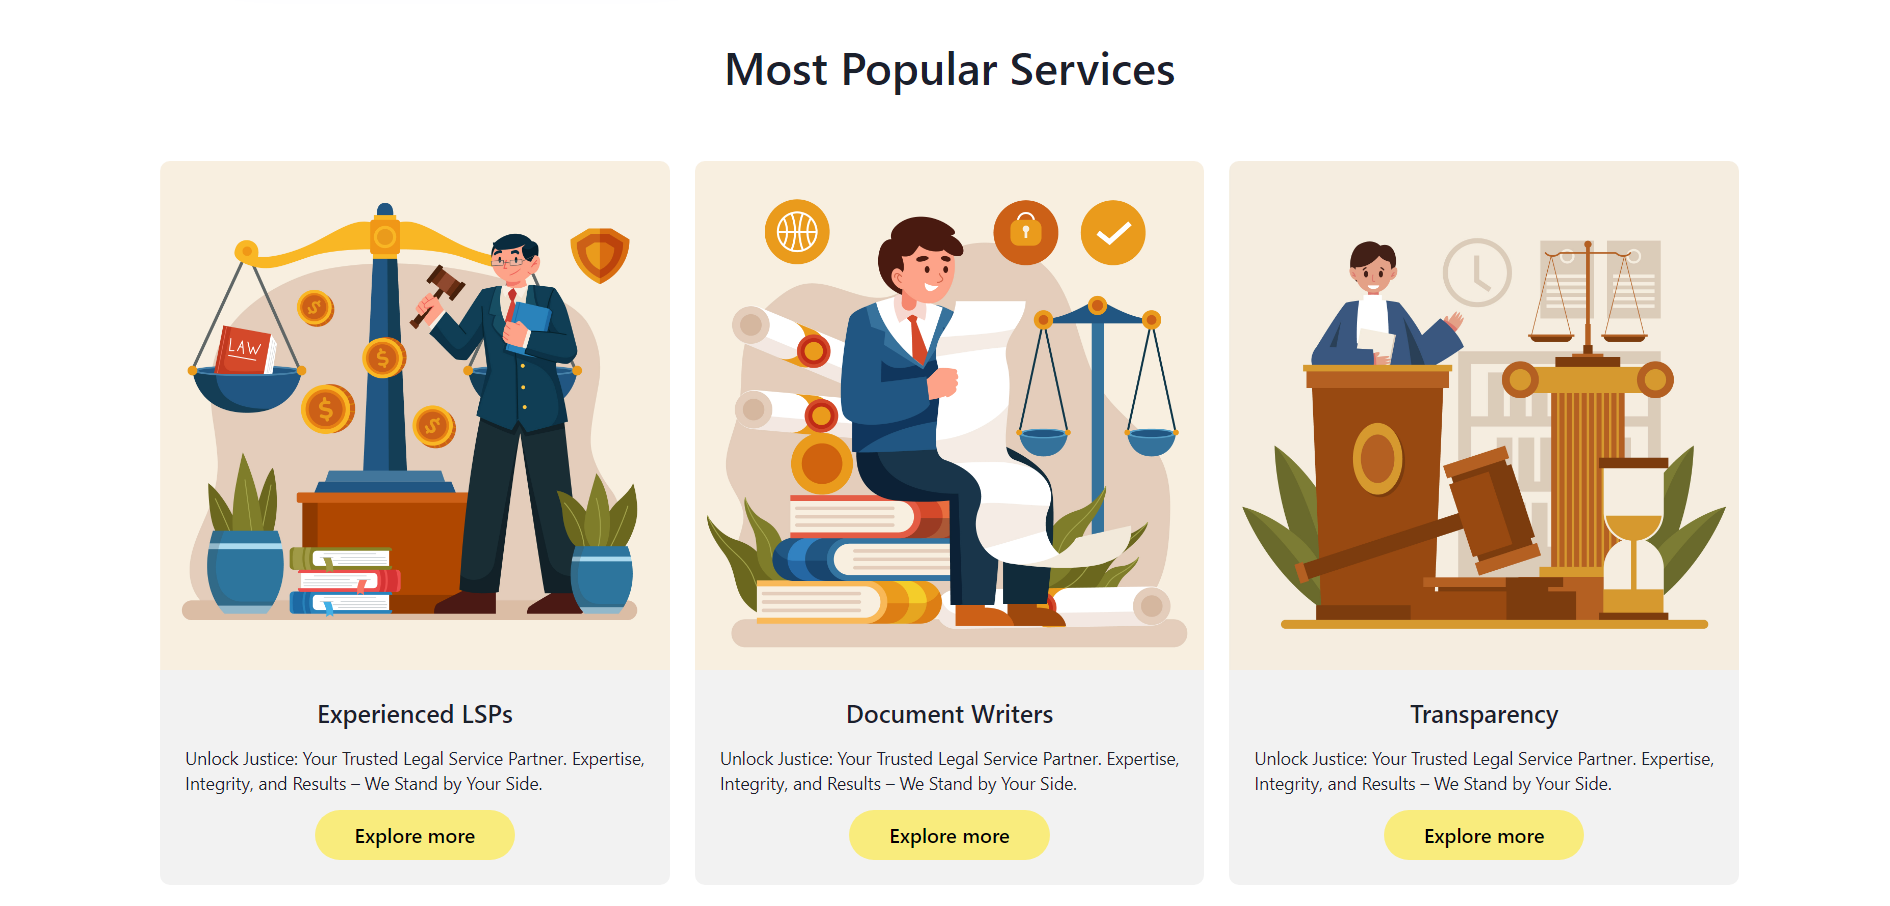 Most Popular Services
LAW
$
$
$
$
Experienced LSPs
Unlock Justice: Your Trusted Legal Service Partner. Expertise,
Integrity, and Results – We Stand by Your Side.
Explore more
Document Writers
Unlock Justice: Your Trusted Legal Service Partner. Expertise,
Integrity, and Results – We Stand by Your Side.
Explore more
Transparency
Unlock Justice: Your Trusted Legal Service Partner. Expertise,
Integrity, and Results – We Stand by Your Side.
Explore more